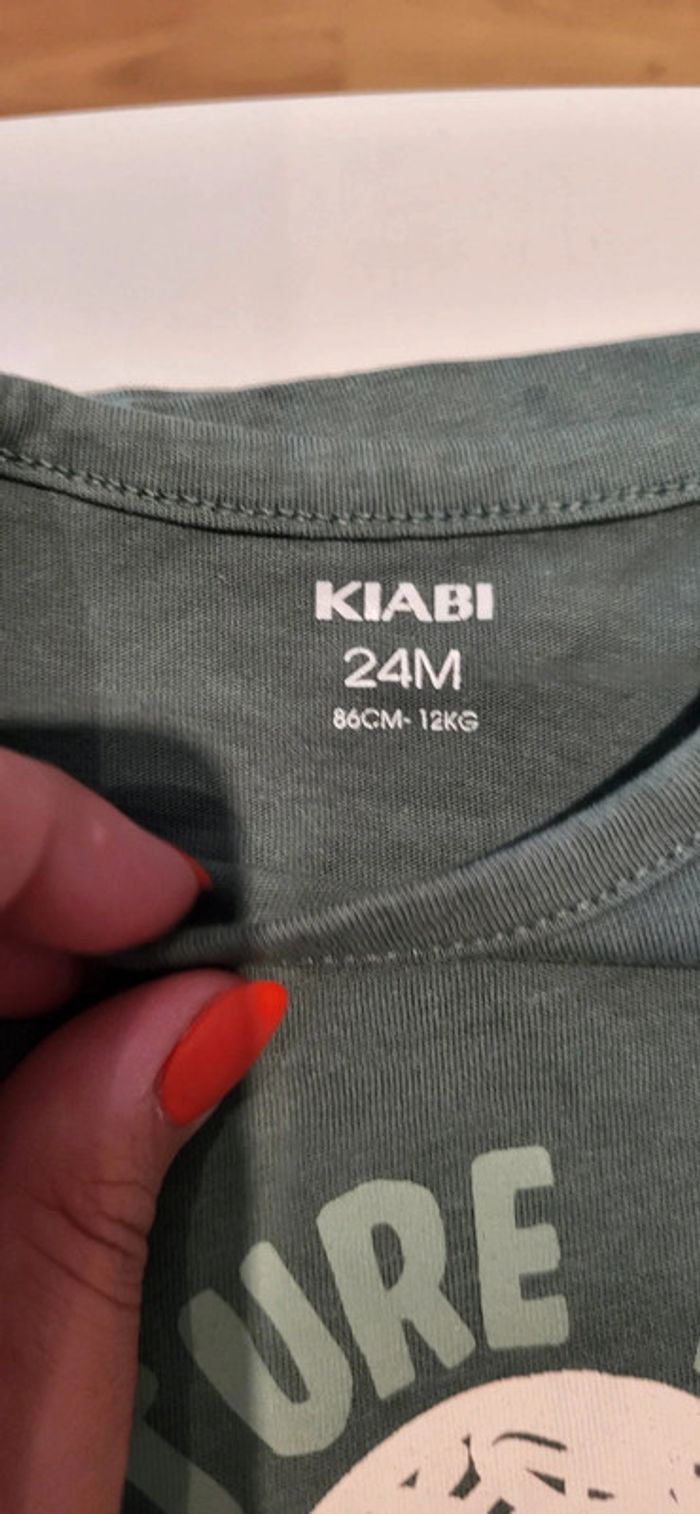 KIABI
24M
86CM- 12KG
URE